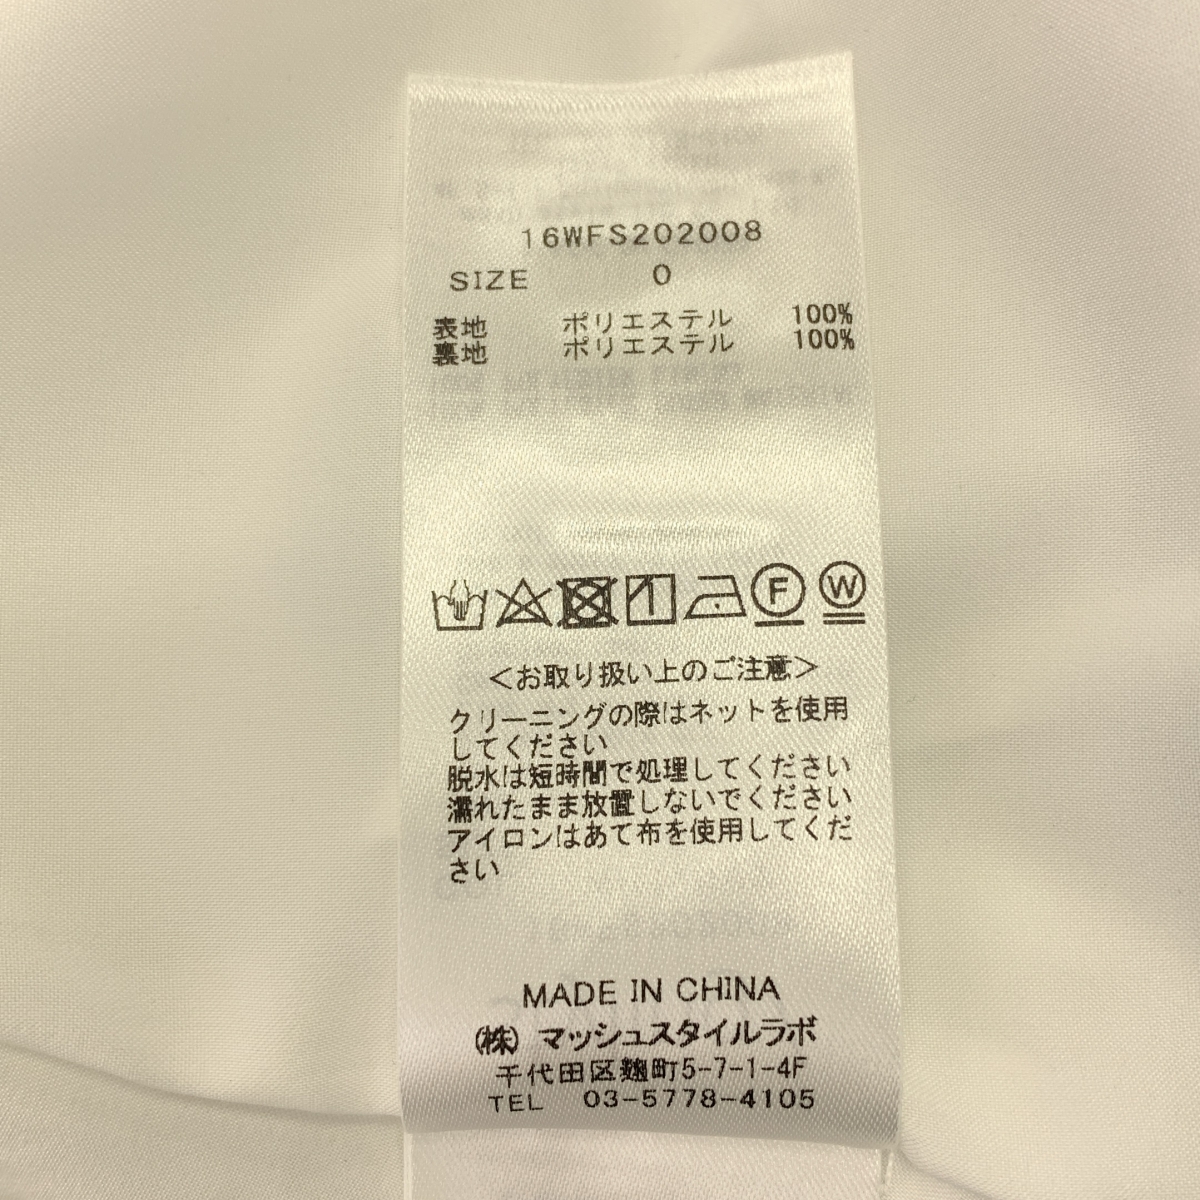 16WFS202008
SIZE 0
表地 ポリエステル 100%
裏地 ポリエステル 100%
F W
<お取り扱い上のご注意>
クリーニングの際はネットを使用
してください
脱水は短時間で処理してください
濡れたまま放置しないでください
アイロンはあて布を使用してくだ
さい
MADE IN CHINA
(株) マッシュスタイルラボ
千代田区麹町5-7-1-4F
TEL 03-5778-4105